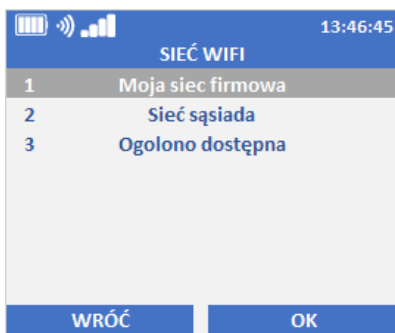 13:46:45
SIEĆ WIFI
1 Moja siec firmowa
2 Sieć sąsiada
3 Ogolono dostępna
WRÓĆ OK